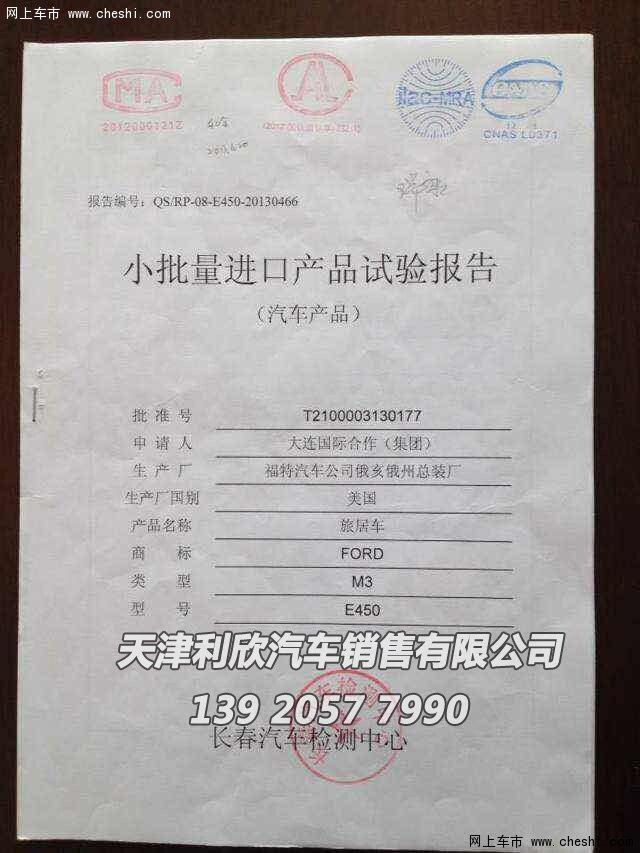 网上车市 www.cheshi.com
MA
2012000121Z
AL
ilac-MRA
CNAS
CNAS L0371
报告编号：QS/RP-08-E450-20130466
小批量进口产品试验报告
（汽车产品）
批准号 T2100003130177
申请人 大连国际合作（集团）
生产厂 福特汽车公司俄亥俄州总装厂
生产厂国别 美国
产品名称 旅居车
商标 FORD
类型 M3
型号 E450
天津利欣汽车销售有限公司
139 2057 7990
长春汽车检测中心
网上车市 www.cheshi.com